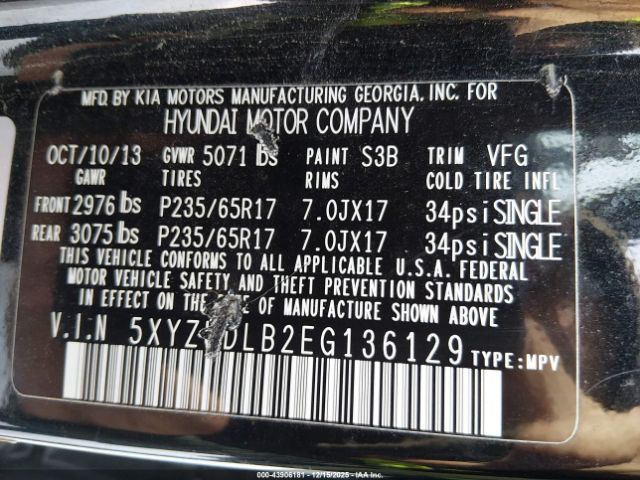 MFD. BY KIA MOTORS MANUFACTURING GEORGIA. INC. FOR
HYUNDAI MOTOR COMPANY
OCT/10/13 GVWR 5071 lbs PAINT S3B TRIM VFG
GAWR TIRES RIMS COLD TIRE INFL
FRONT 2976 lbs P235/65R17 7.0JX17 34psi SINGLE
REAR 3075 lbs P235/65R17 7.0JX17 34psi SINGLE
THIS VEHICLE CONFORMS TO ALL APPLICABLE U.S.A. FEDERAL
MOTOR VEHICLE SAFETY AND THEFT PREVENTION STANDARDS
IN EFFECT ON THE DATE OF MANUFACTURE SHOWN ABOVE
V.I.N TYPE:MPV
000-43906181 - 12/15/2025 - IAAI.CA